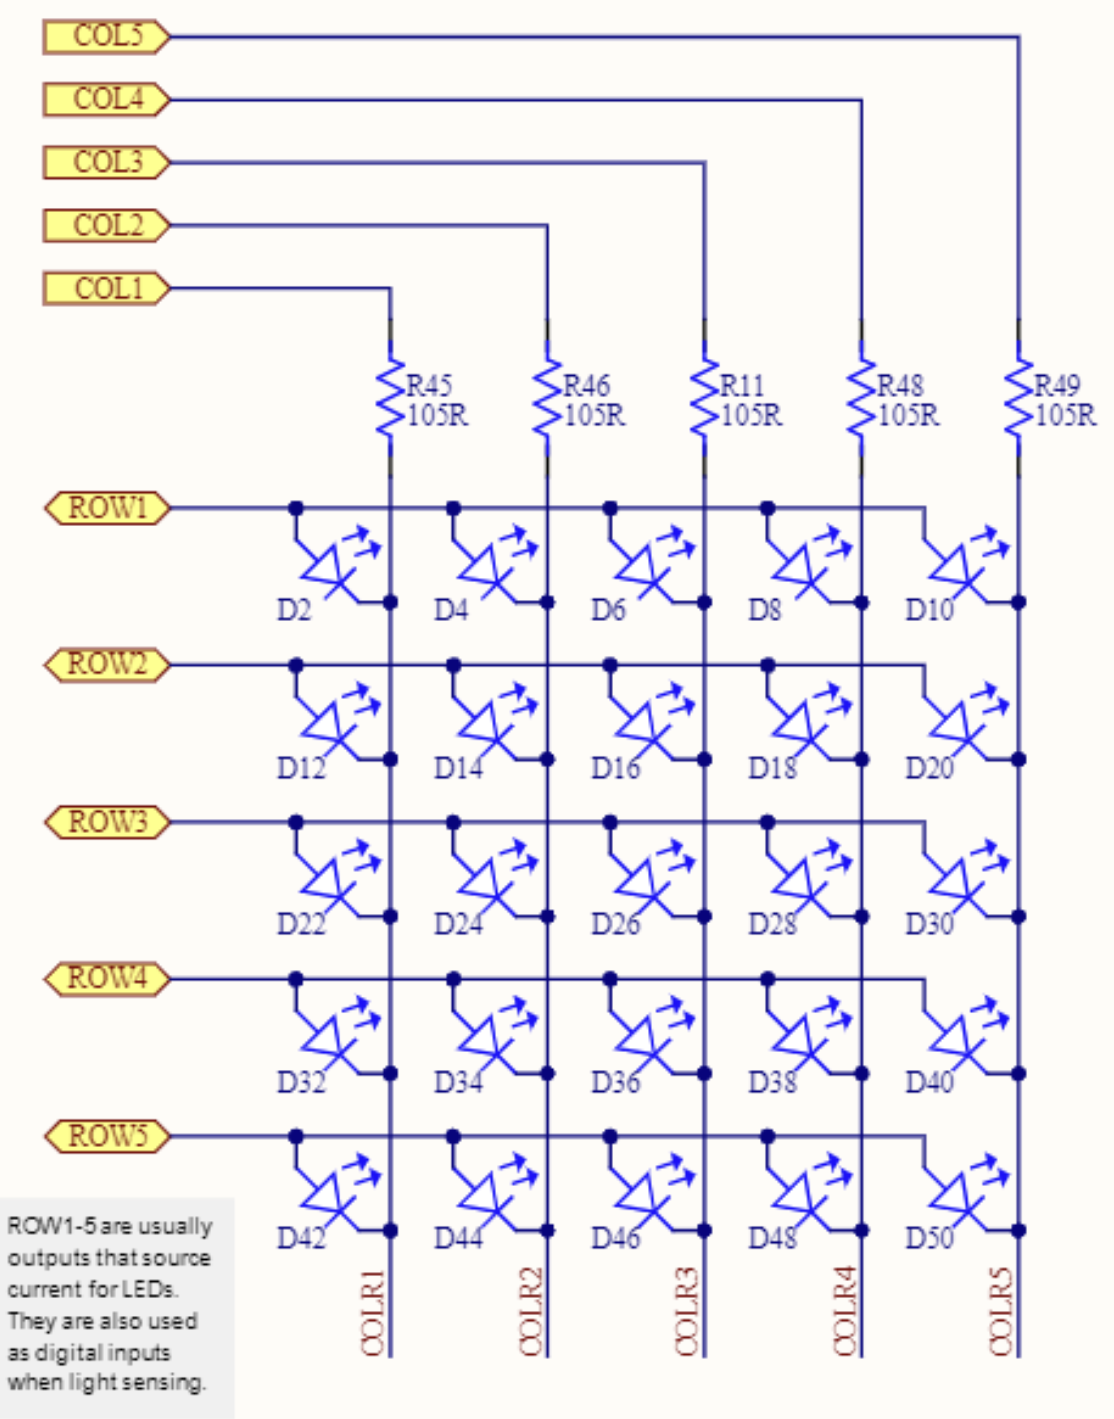 COL5
COL4
COL3
COL2
COL1
R45 R46 R11 R48 R49
105R 105R 105R 105R 105R
ROW1
D2 D4 D6 D8 D10
ROW2
D12 D14 D16 D18 D20
ROW3
D22 D24 D26 D28 D30
ROW4
D32 D34 D36 D38 D40
ROW5
D42 D44 D46 D48 D50
COLR1 COLR2 COLR3 COLR4 COLR5
ROW1-5 are usually
outputs that source
current for LEDs.
They are also used
as digital inputs
when light sensing.